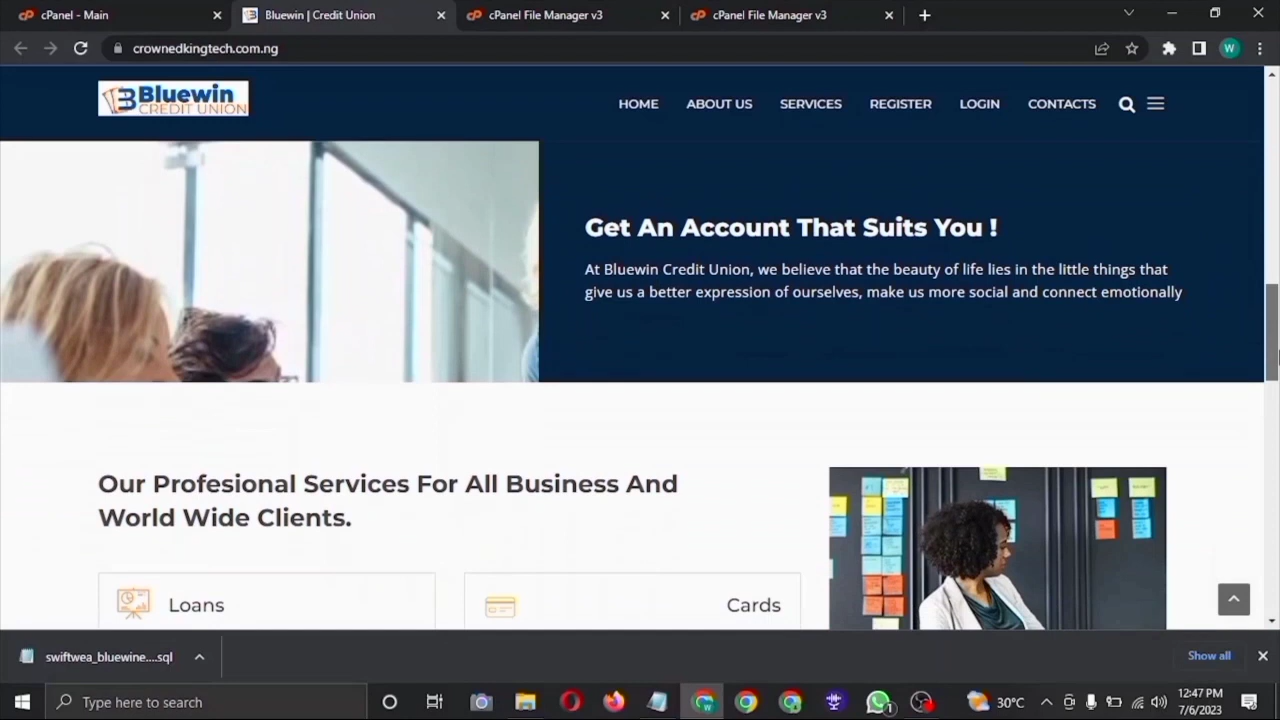 cPanel - Main
Bluewin | Credit Union
cPanel File Manager v3
cPanel File Manager v3
crownedkingtech.com.ng
W
Bluewin
CREDIT UNION
HOME
ABOUT US
SERVICES
REGISTER
LOGIN
CONTACTS
Get An Account That Suits You !
At Bluewin Credit Union, we believe that the beauty of life lies in the little things that
give us a better expression of ourselves, make us more social and connect emotionally
Our Profesional Services For All Business And
World Wide Clients.
Loans
Cards
swiftwea_bluewine....sql
Show all
Type here to search
1
30°C
12:47 PM
7/6/2023